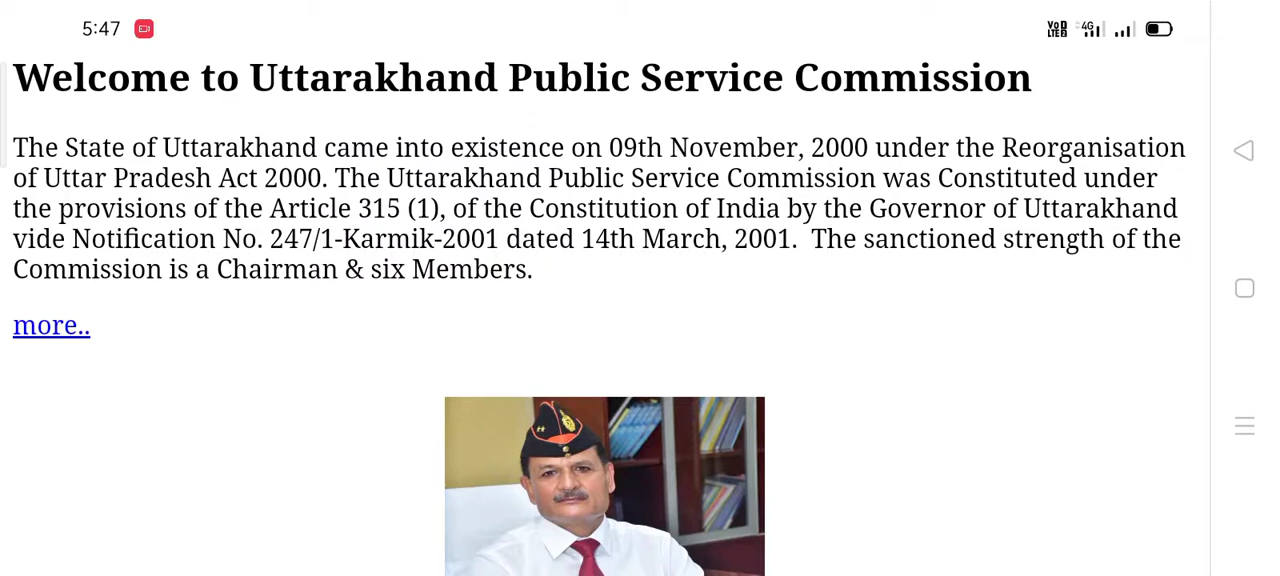 5:47
VoD 4G
LTE2
Welcome to Uttarakhand Public Service Commission
The State of Uttarakhand came into existence on 09th November, 2000 under the Reorganisation
of Uttar Pradesh Act 2000. The Uttarakhand Public Service Commission was Constituted under
the provisions of the Article 315 (1), of the Constitution of India by the Governor of Uttarakhand
vide Notification No. 247/1-Karmik-2001 dated 14th March, 2001.  The sanctioned strength of the
Commission is a Chairman & six Members.
more..